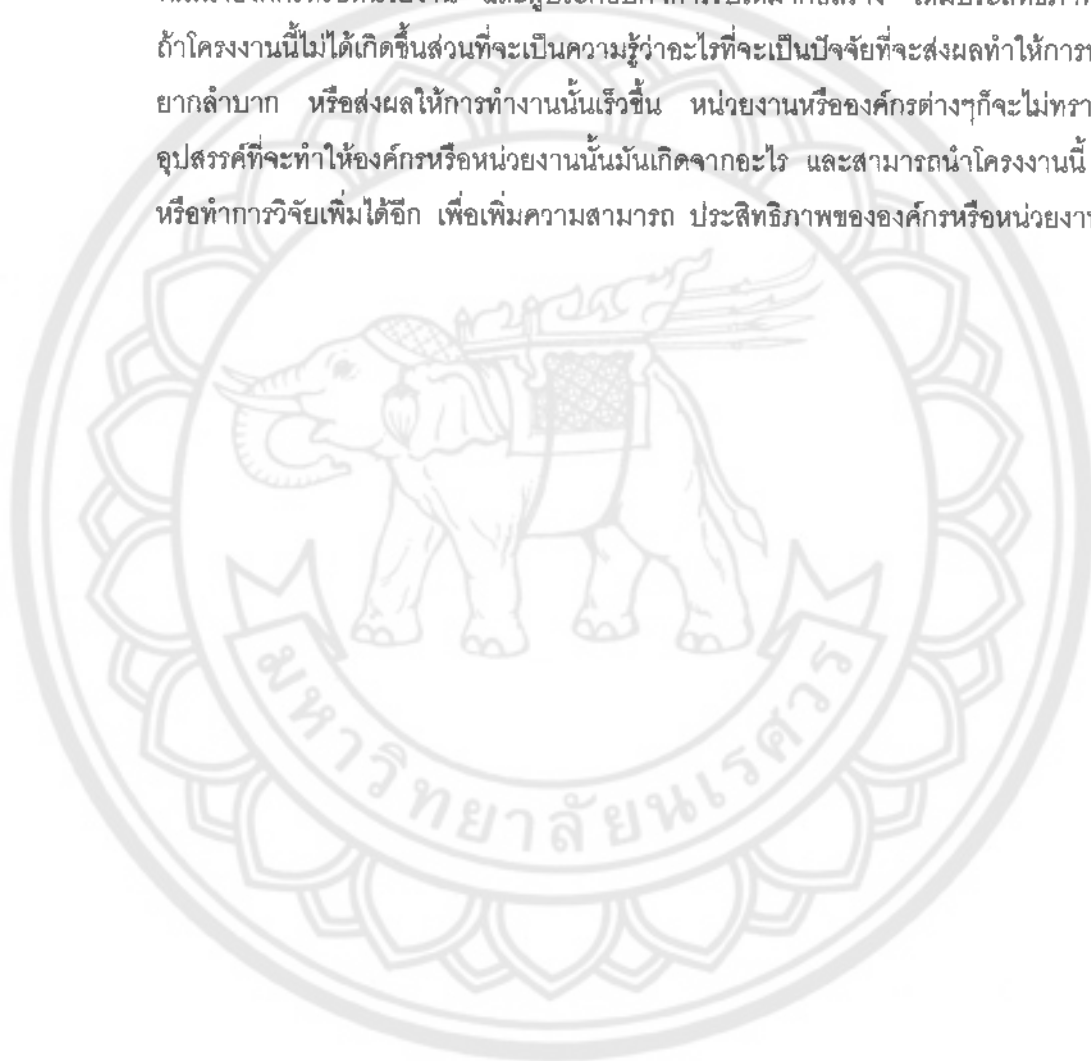 ถ้าโครงงานนี้ไม่ได้เกิดขึ้นส่วนที่จะเป็นความรู้ว่าอะไรที่จะเป็นปัจจัยที่จะส่งผลทำให้การ
ยากลำบาก หรือส่งผลให้การทำงานนั้นเร็วขึ้น หน่วยงานหรือองค์กรต่างๆก็จะไม่ทรา
อุปสรรค์ที่จะทำให้องค์กรหรือหน่วยงานนั้นมันเกิดจากอะไร และสามารถนำโครงงานนี้
หรือทำการวิจัยเพิ่มได้อีก เพื่อเพิ่มความสามารถ ประสิทธิภาพขององค์กรหรือหน่วยงา
มหาวิทยาลัยนเรศวร